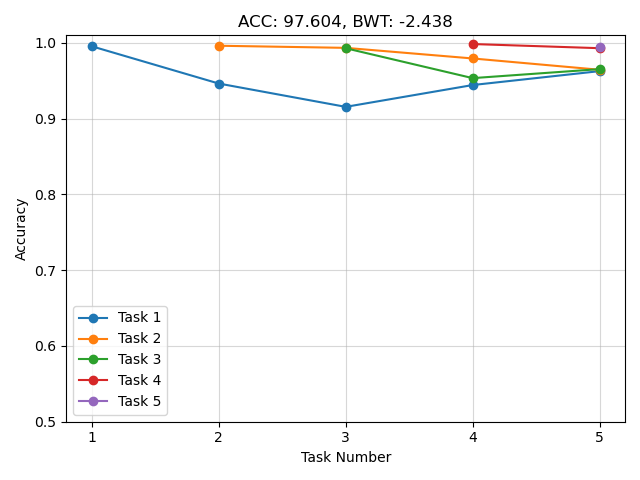 ACC: 97.604, BWT: -2.438
1.0
0.9
0.8
0.7
0.6
0.5
Accuracy
Task 1
Task 2
Task 3
Task 4
Task 5
1 2 3 4 5
Task Number